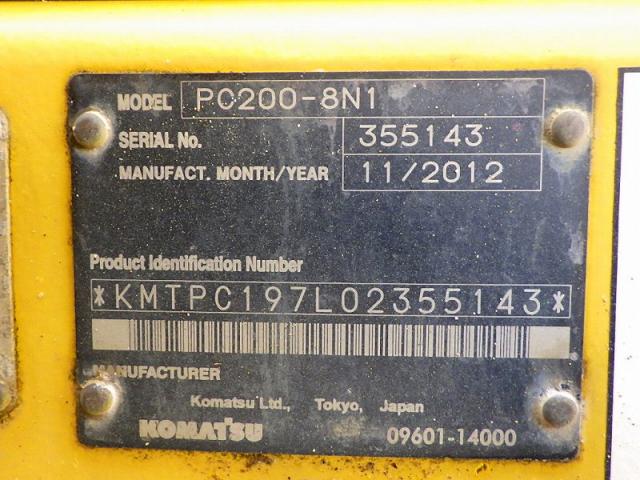 MODEL PC200-8N1
SERIAL No. 355143
MANUFACT. MONTH/YEAR 11/2012
Product Identification Number
*KMTPC197L02355143*
MANUFACTURER
Komatsu Ltd., Tokyo, Japan
KOMATSU 09601-14000